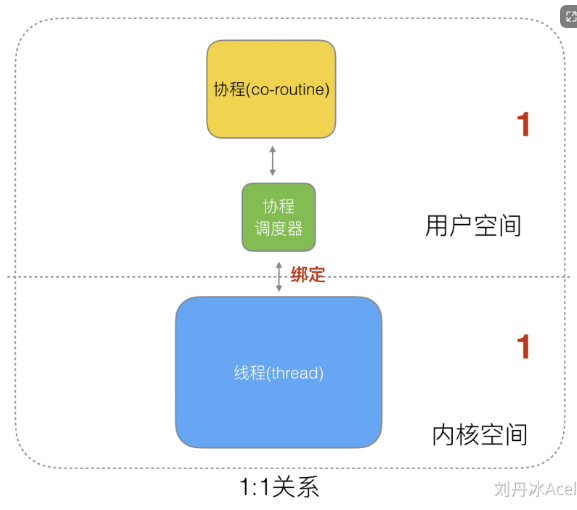 协程(co-routine)
1
协程
调度器
用户空间
绑定
线程(thread)
1
内核空间
1:1关系
刘丹冰Acel